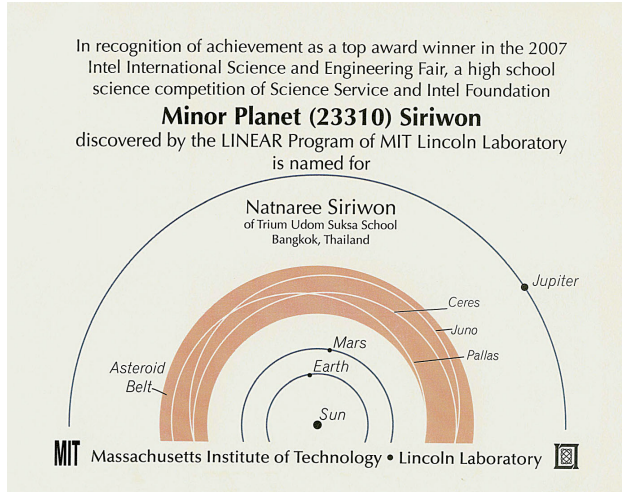 In recognition of achievement as a top award winner in the 2007
Intel International Science and Engineering Fair, a high school
science competition of Science Service and Intel Foundation
Minor Planet (23310) Siriwon
discovered by the LINEAR Program of MIT Lincoln Laboratory
is named for
Natnaree Siriwon
of Trium Udom Suksa School
Bangkok, Thailand
Jupiter
Ceres
Juno
Pallas
Mars
Earth
Asteroid
Belt
Sun
MIT Massachusetts Institute of Technology • Lincoln Laboratory